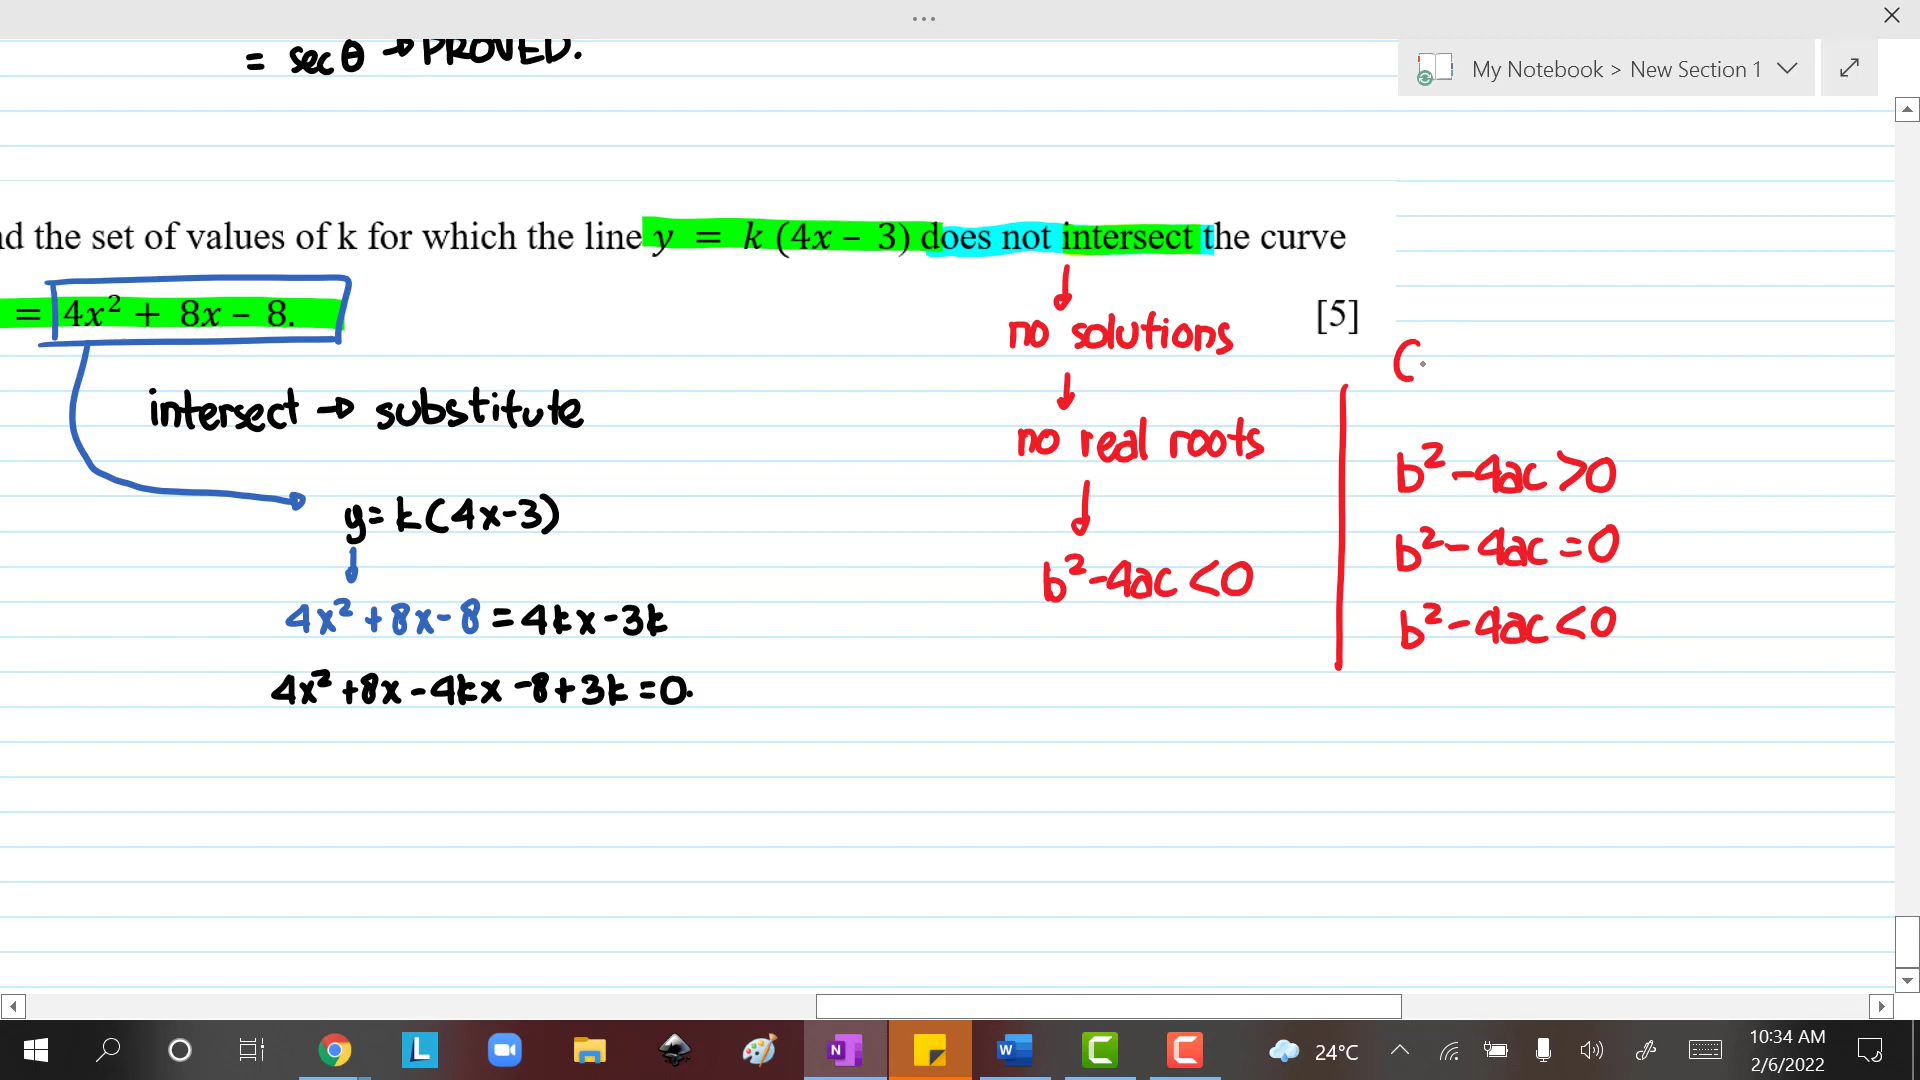 = sec θ → PROVED.
My Notebook > New Section 1
nd the set of values of k for which the line y = k (4x – 3) does not intersect the curve
= 4x² + 8x – 8.
[5]
no solutions
(
intersect → substitute
no real roots
b²-4ac >0
y= k(4x-3)
b²-4ac =0
b²-4ac <0
4x²+8x-8 = 4kx-3k
b²-4ac <0
4x²+8x-4kx -8+3k =0.
24°C
10:34 AM
2/6/2022